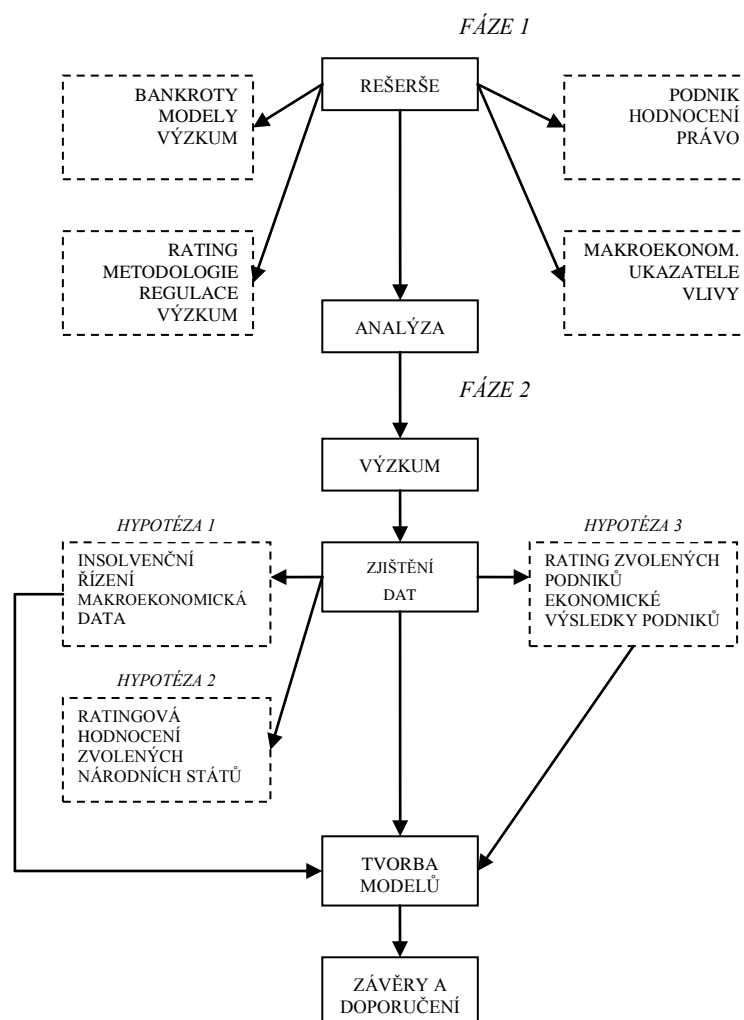 FÁZE 1
REŠERŠE
BANKROTY
MODELY
VÝZKUM
PODNIK
HODNOCENÍ
PRÁVO
RATING
METODOLOGIE
REGULACE
VÝZKUM
MAKROEKONOM.
UKAZATELE
VLIVY
ANALÝZA
FÁZE 2
VÝZKUM
HYPOTÉZA 1
INSOLVENČNÍ
ŘÍZENÍ
MAKROEKONOMICKÁ
DATA
ZJIŠTĚNÍ
DAT
HYPOTÉZA 3
RATING ZVOLENÝCH
PODNIKŮ
EKONOMICKÉ
VÝSLEDKY PODNIKŮ
HYPOTÉZA 2
RATINGOVÁ
HODNOCENÍ
ZVOLENÝCH
NÁRODNÍCH STÁTŮ
TVORBA
MODELŮ
ZÁVĚRY A
DOPORUČENÍ